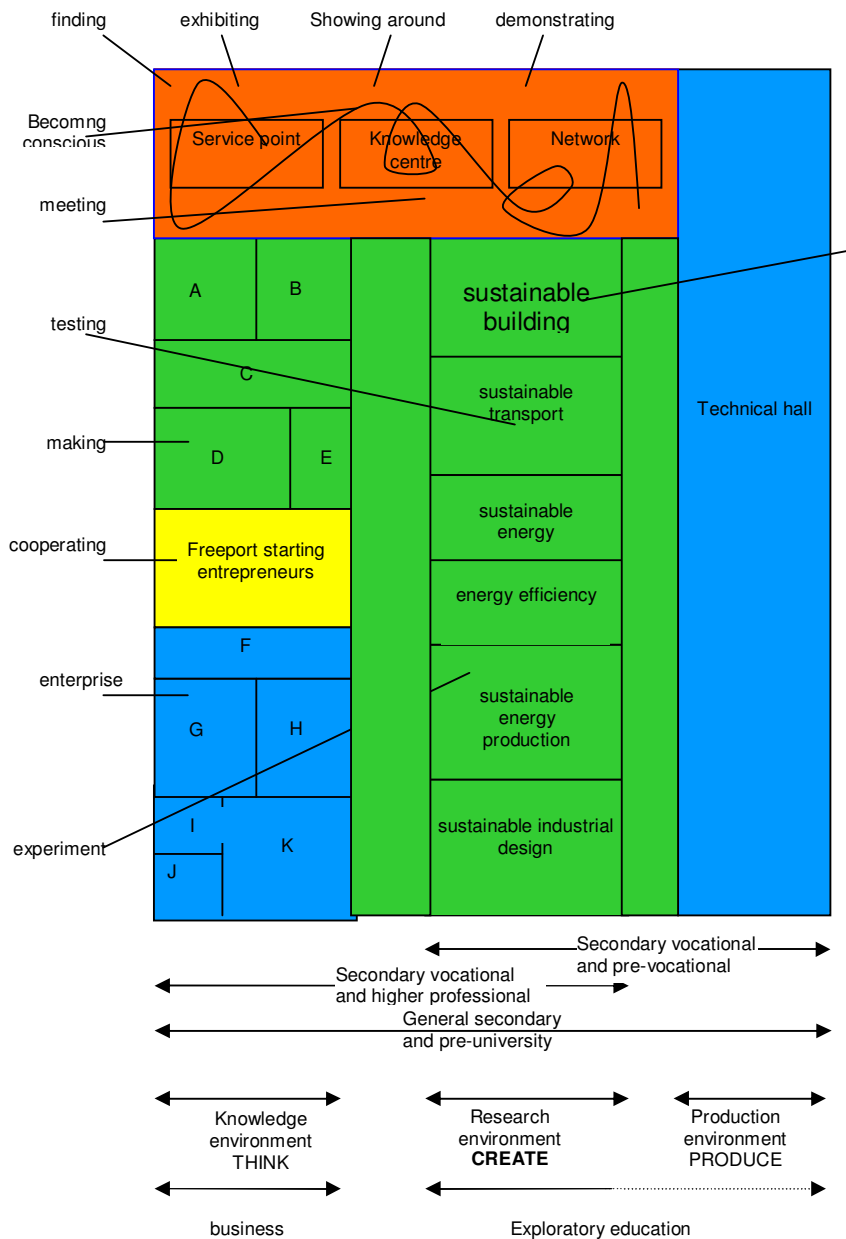 finding exhibiting Showing around demonstrating
Becomng
conscious
Service point Knowledge
centre Network
meeting
A B sustainable
building
testing
C sustainable
transport Technical hall
making D E
sustainable
energy
cooperating Freeport starting
entrepreneurs
energy efficiency
F
enterprise
G H sustainable
energy
production
experiment
I K sustainable industrial
design
J
Secondary vocational
and pre-vocational
Secondary vocational
and higher professional
General secondary
and pre-university
Knowledge
environment
THINK
Research
environment
CREATE
Production
environment
PRODUCE
business Exploratory education